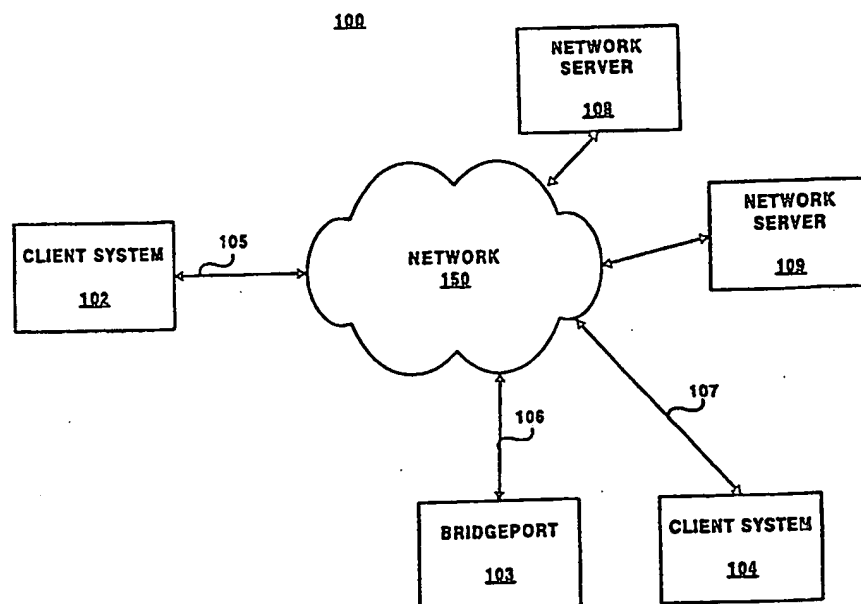 100
NETWORK
SERVER
108
NETWORK
SERVER
109
CLIENT SYSTEM
102
105
NETWORK
150
107
106
BRIDGEPORT
103
CLIENT SYSTEM
104